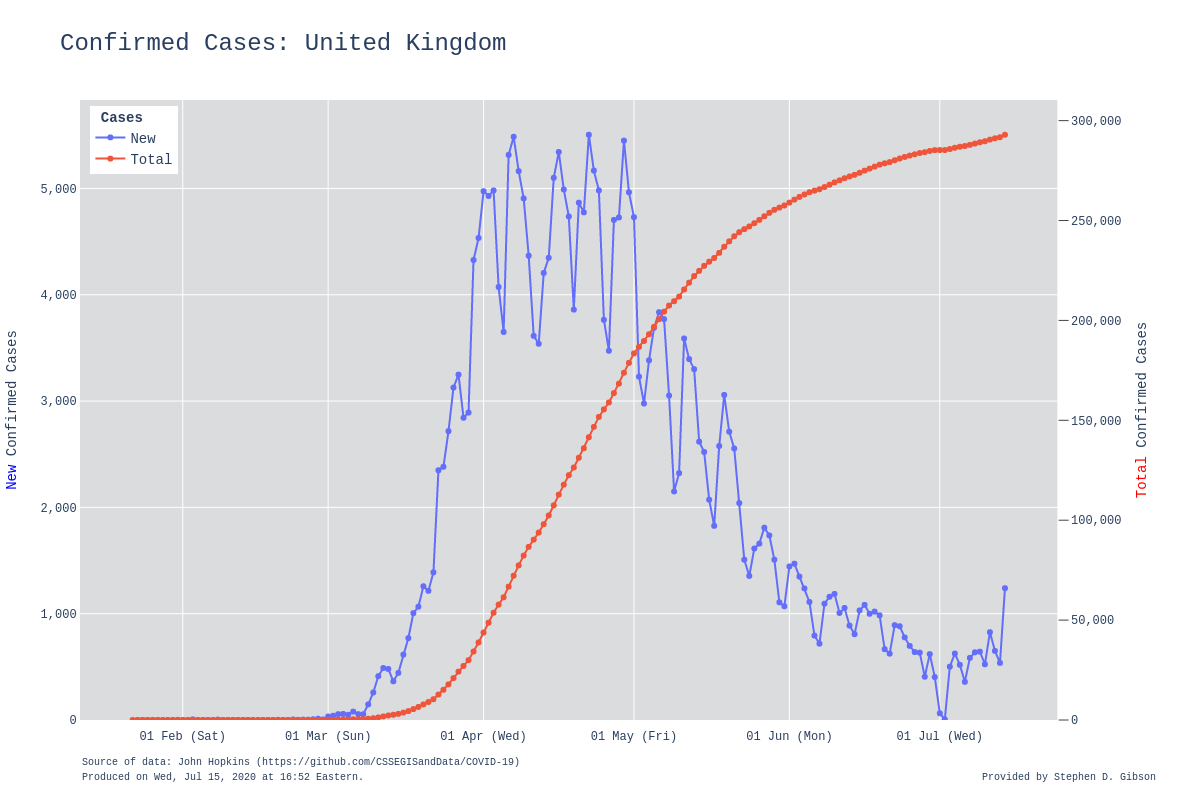 Confirmed Cases: United Kingdom
Cases
New
Total
5,000
4,000
3,000
2,000
1,000
0
New Confirmed Cases
300,000
250,000
200,000
150,000
100,000
50,000
0
Total Confirmed Cases
01 Feb (Sat) 01 Mar (Sun) 01 Apr (Wed) 01 May (Fri) 01 Jun (Mon) 01 Jul (Wed)
Source of data: John Hopkins (https://github.com/CSSEGISandData/COVID-19)
Produced on Wed, Jul 15, 2020 at 16:52 Eastern.
Provided by Stephen D. Gibson